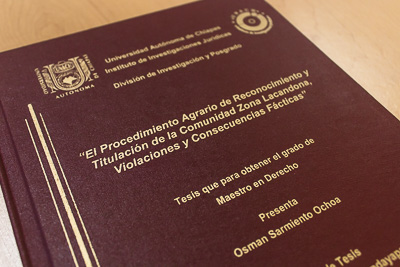 Universidad Autónoma de Chiapas
Instituto de Investigaciones Jurídicas
División de Investigación y Posgrado
AUTÓNOMA
"El Procedimiento Agrario de Reconocimiento y
Titulación de la Comunidad Zona Lacandona,
Violaciones y Consecuencias Fácticas"
Tesis que para obtener el grado de
Maestro en Derecho
Presenta
Osman Sarmiento Ochoa
Tesis